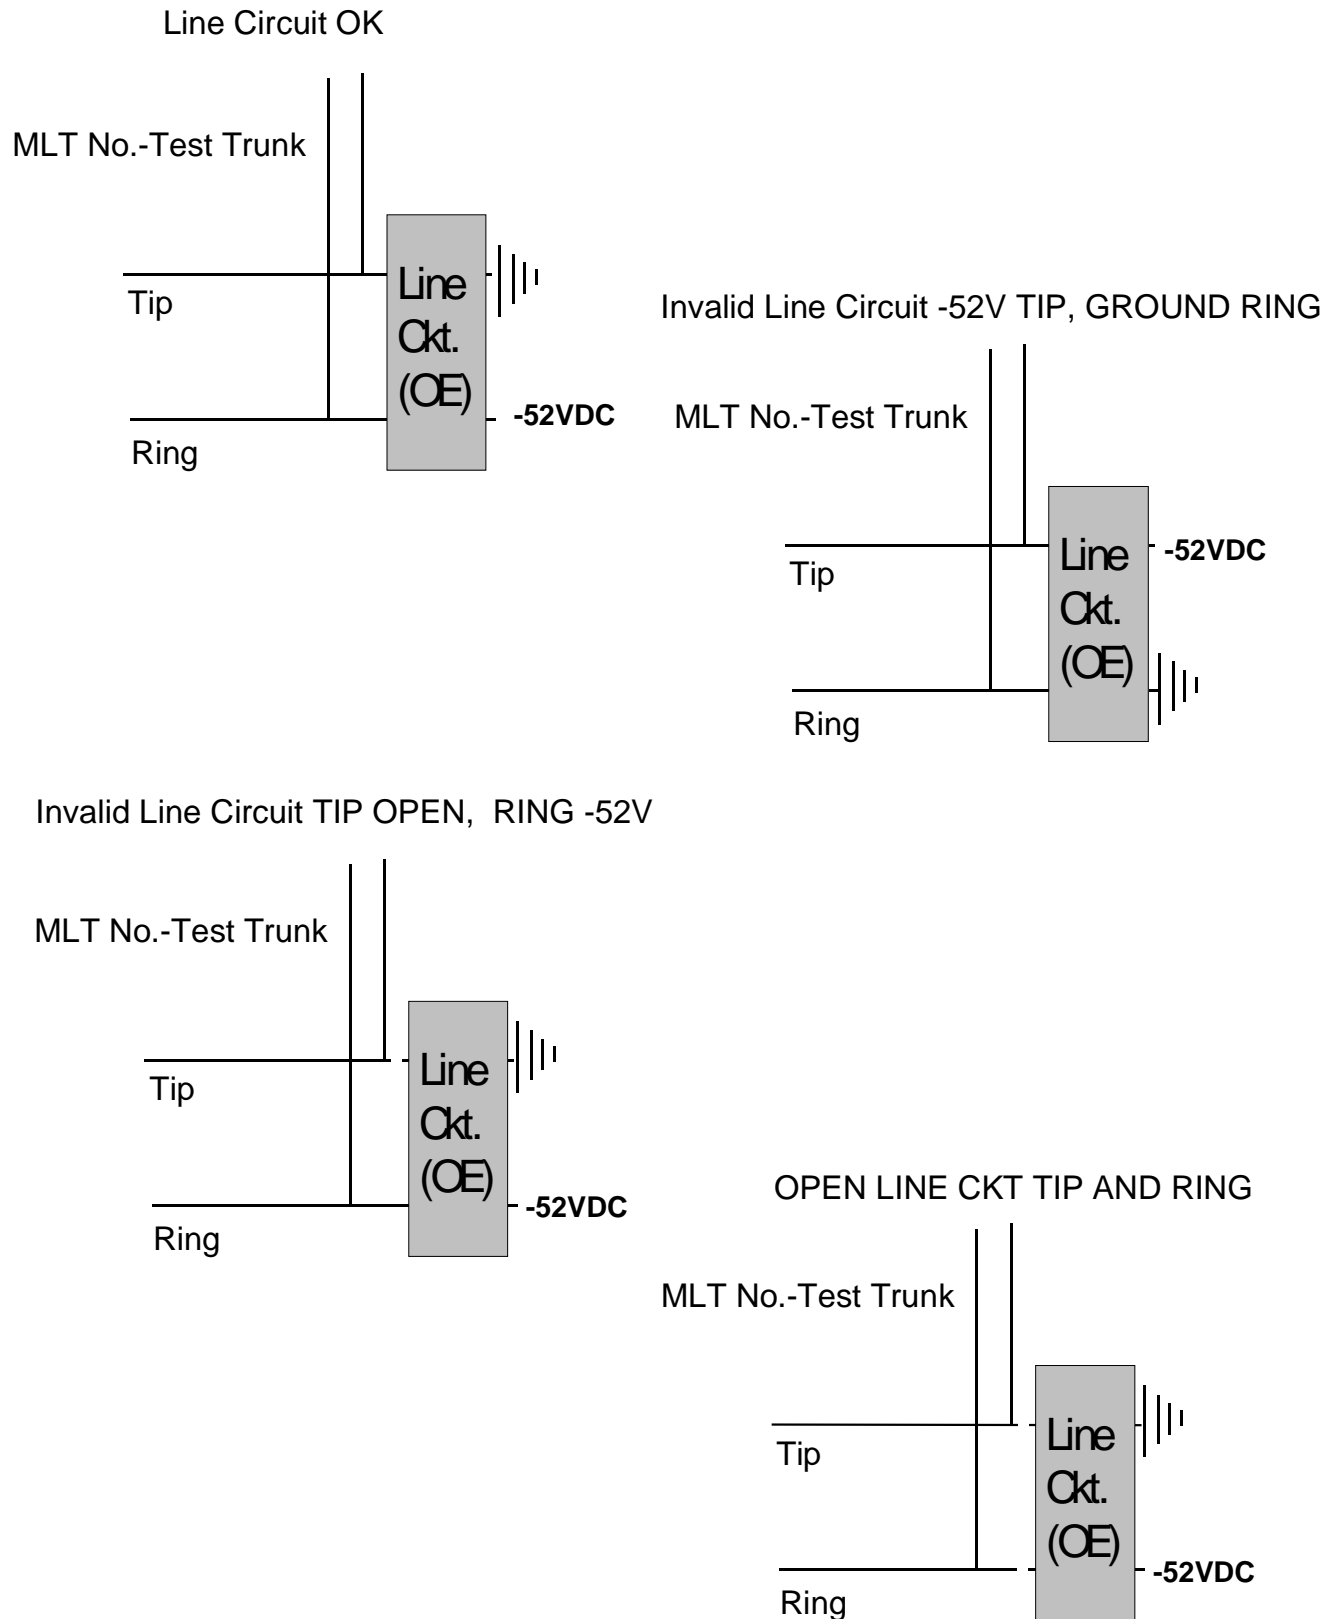 Line Circuit OK
MLT No.-Test Trunk
Tip
Ring
Line
Ckt.
(OE)
-52VDC
Invalid Line Circuit -52V TIP, GROUND RING
MLT No.-Test Trunk
Tip
Ring
Line
Ckt.
(OE)
-52VDC
Invalid Line Circuit TIP OPEN,  RING -52V
MLT No.-Test Trunk
Tip
Ring
Line
Ckt.
(OE)
-52VDC
OPEN LINE CKT TIP AND RING
MLT No.-Test Trunk
Tip
Ring
Line
Ckt.
(OE)
-52VDC